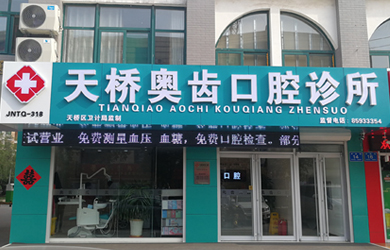 天桥奥齿口腔诊所
TIANQIAO AOCHI KOUQIANG ZHENSUO
JNTQ-318
天桥区卫计局监制
监督电话：85933354
试营业 免费测量血压 血糖，免费口腔检查。部分
口腔